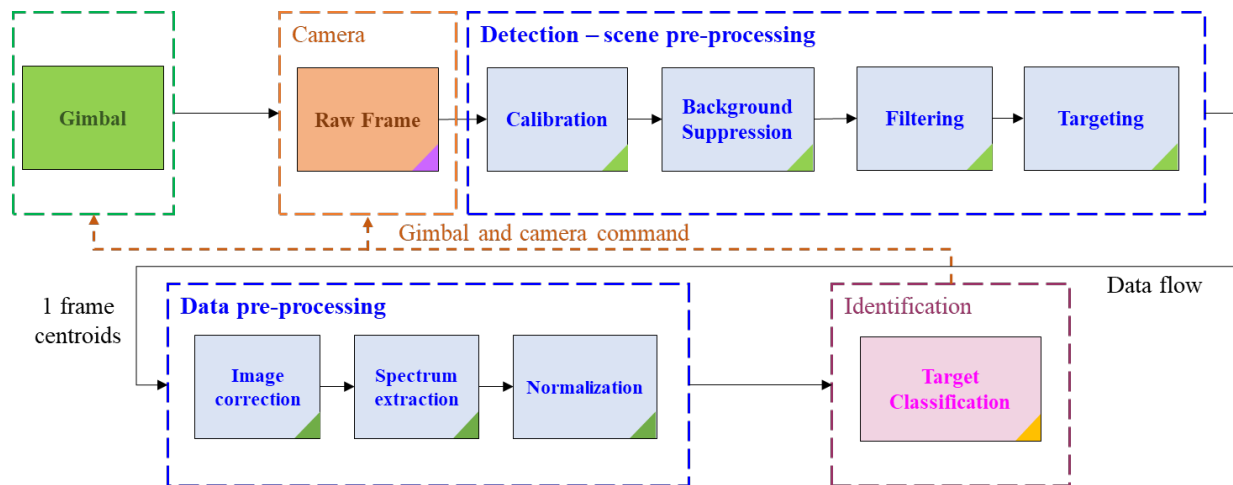 Camera
Detection – scene pre-processing
Gimbal
Raw Frame
Calibration
Background
Suppression
Filtering
Targeting
Gimbal and camera command
Data flow
1 frame
centroids
Data pre-processing
Identification
Image
correction
Spectrum
extraction
Normalization
Target
Classification